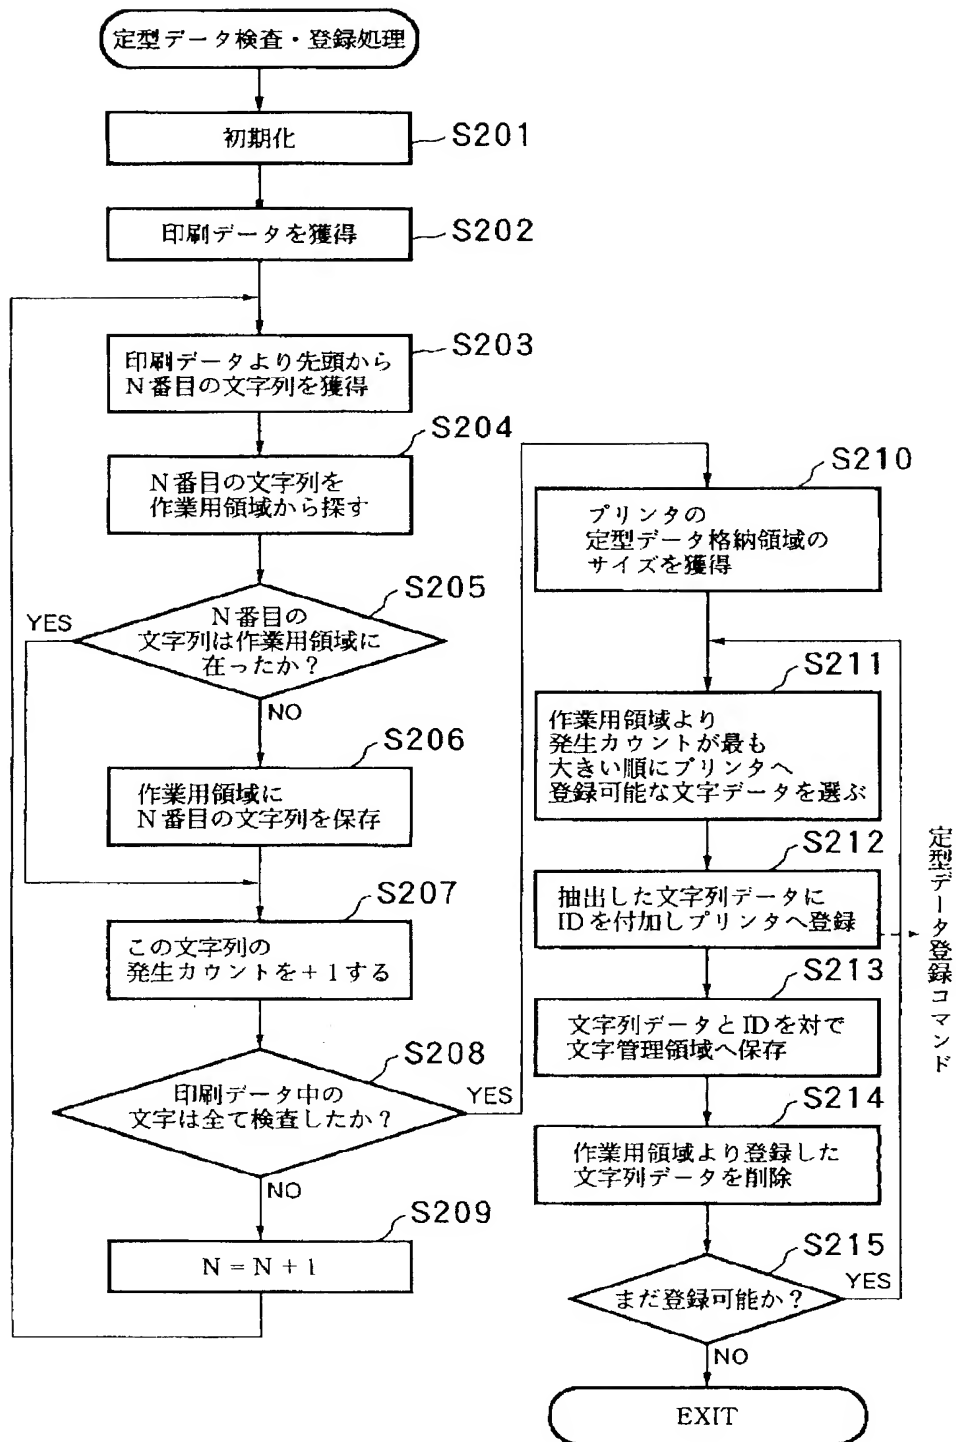 定型データ検査・登録処理
初期化
S201
印刷データを獲得
S202
印刷データより先頭から
N番目の文字列を獲得
S203
N番目の文字列を
作業用領域から探す
S204
N番目の
文字列は作業用領域に
在ったか？
S205
YES
NO
作業用領域に
N番目の文字列を保存
S206
この文字列の
発生カウントを＋1する
S207
印刷データ中の
文字は全て検査したか？
S208
YES
NO
N＝N＋1
S209
プリンタの
定型データ格納領域の
サイズを獲得
S210
作業用領域より
発生カウントが最も
大きい順にプリンタへ
登録可能な文字データを選ぶ
S211
抽出した文字列データに
IDを付加しプリンタへ登録
S212
定型データ登録コマンド
文字列データとIDを対で
文字管理領域へ保存
S213
作業用領域より登録した
文字列データを削除
S214
まだ登録可能か？
S215
YES
NO
EXIT